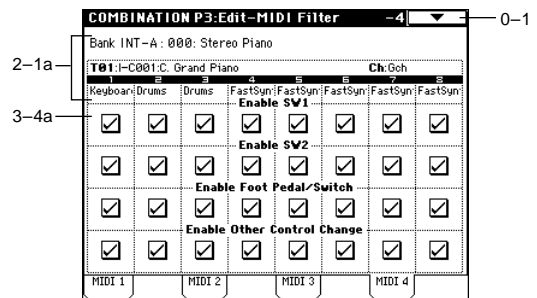 COMBINATION P3:Edit–MIDI Filter –4 ▼
0–1
Bank INT–A : 000: Stereo Piano
2–1a
T01:I–C001:C. Grand Piano Ch:Gch
1 2 3 4 5 6 7 8
Keyboar Drums Drums FastSyn FastSyn FastSyn FastSyn FastSyn
Enable SW1
3–4a
Enable SW2
Enable Foot Pedal/Switch
Enable Other Control Change
MIDI 1 MIDI 2 MIDI 3 MIDI 4